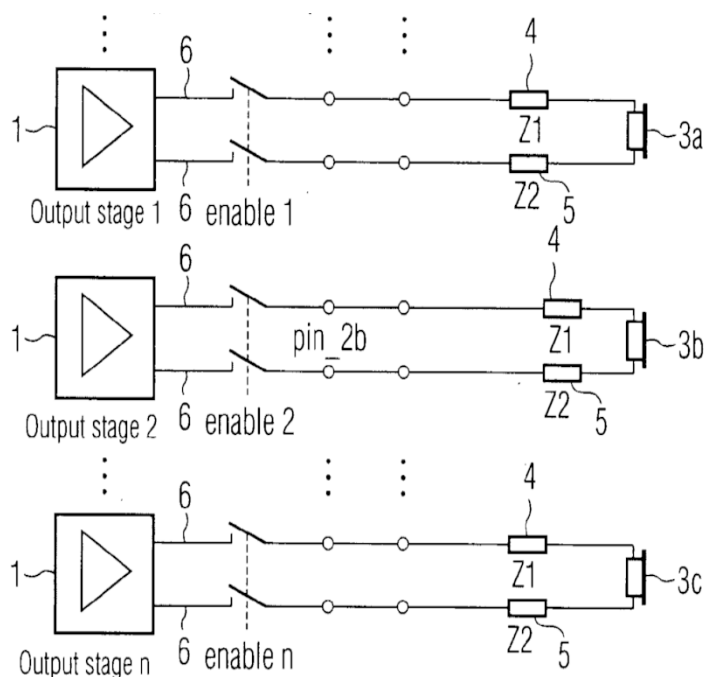 6
4
1
Z1
3a
Z2
Output stage 1
6
enable 1
5
6
4
1
pin_2b
Z1
3b
Z2
Output stage 2
6
enable 2
5
6
4
1
Z1
3c
Z2
Output stage n
6
enable n
5